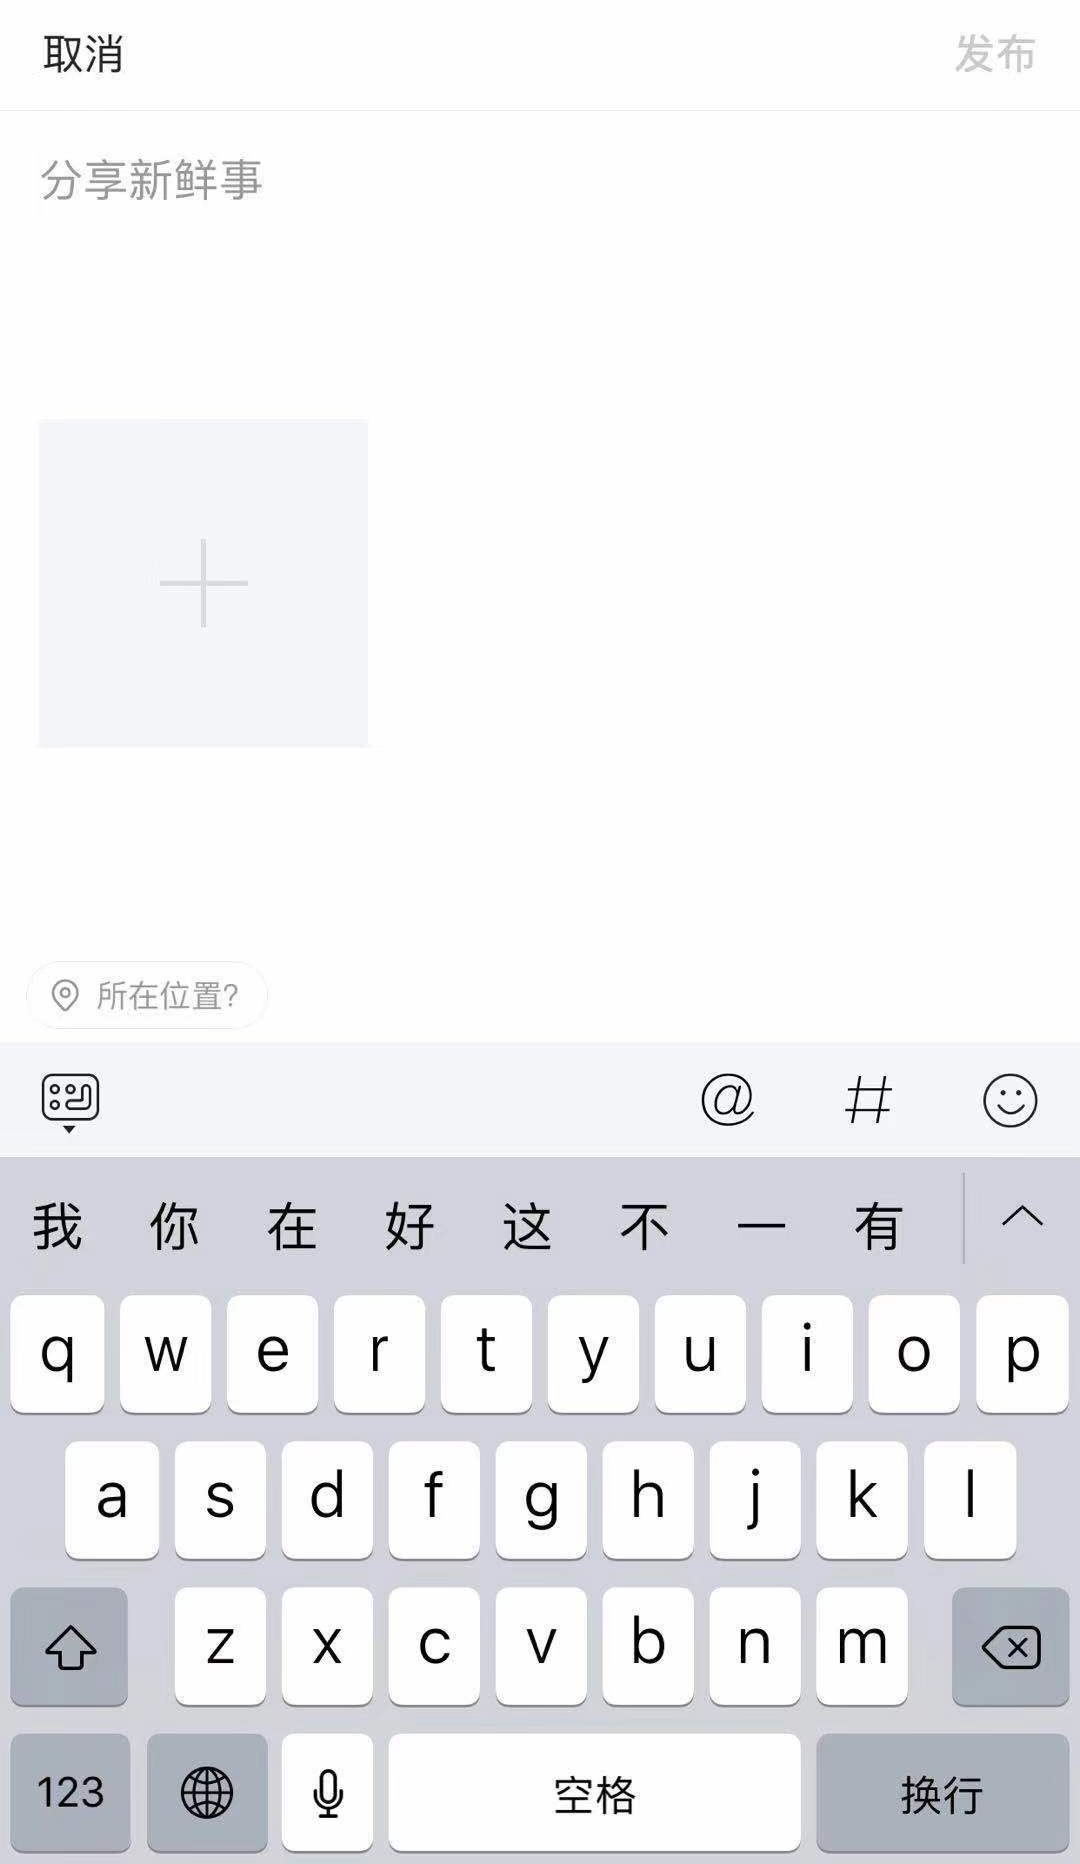 取消 发布
分享新鲜事
所在位置?
@ #
我 你 在 好 这 不 一 有
q w e r t y u i o p
a s d f g h j k l
z x c v b n m
123 空格 换行